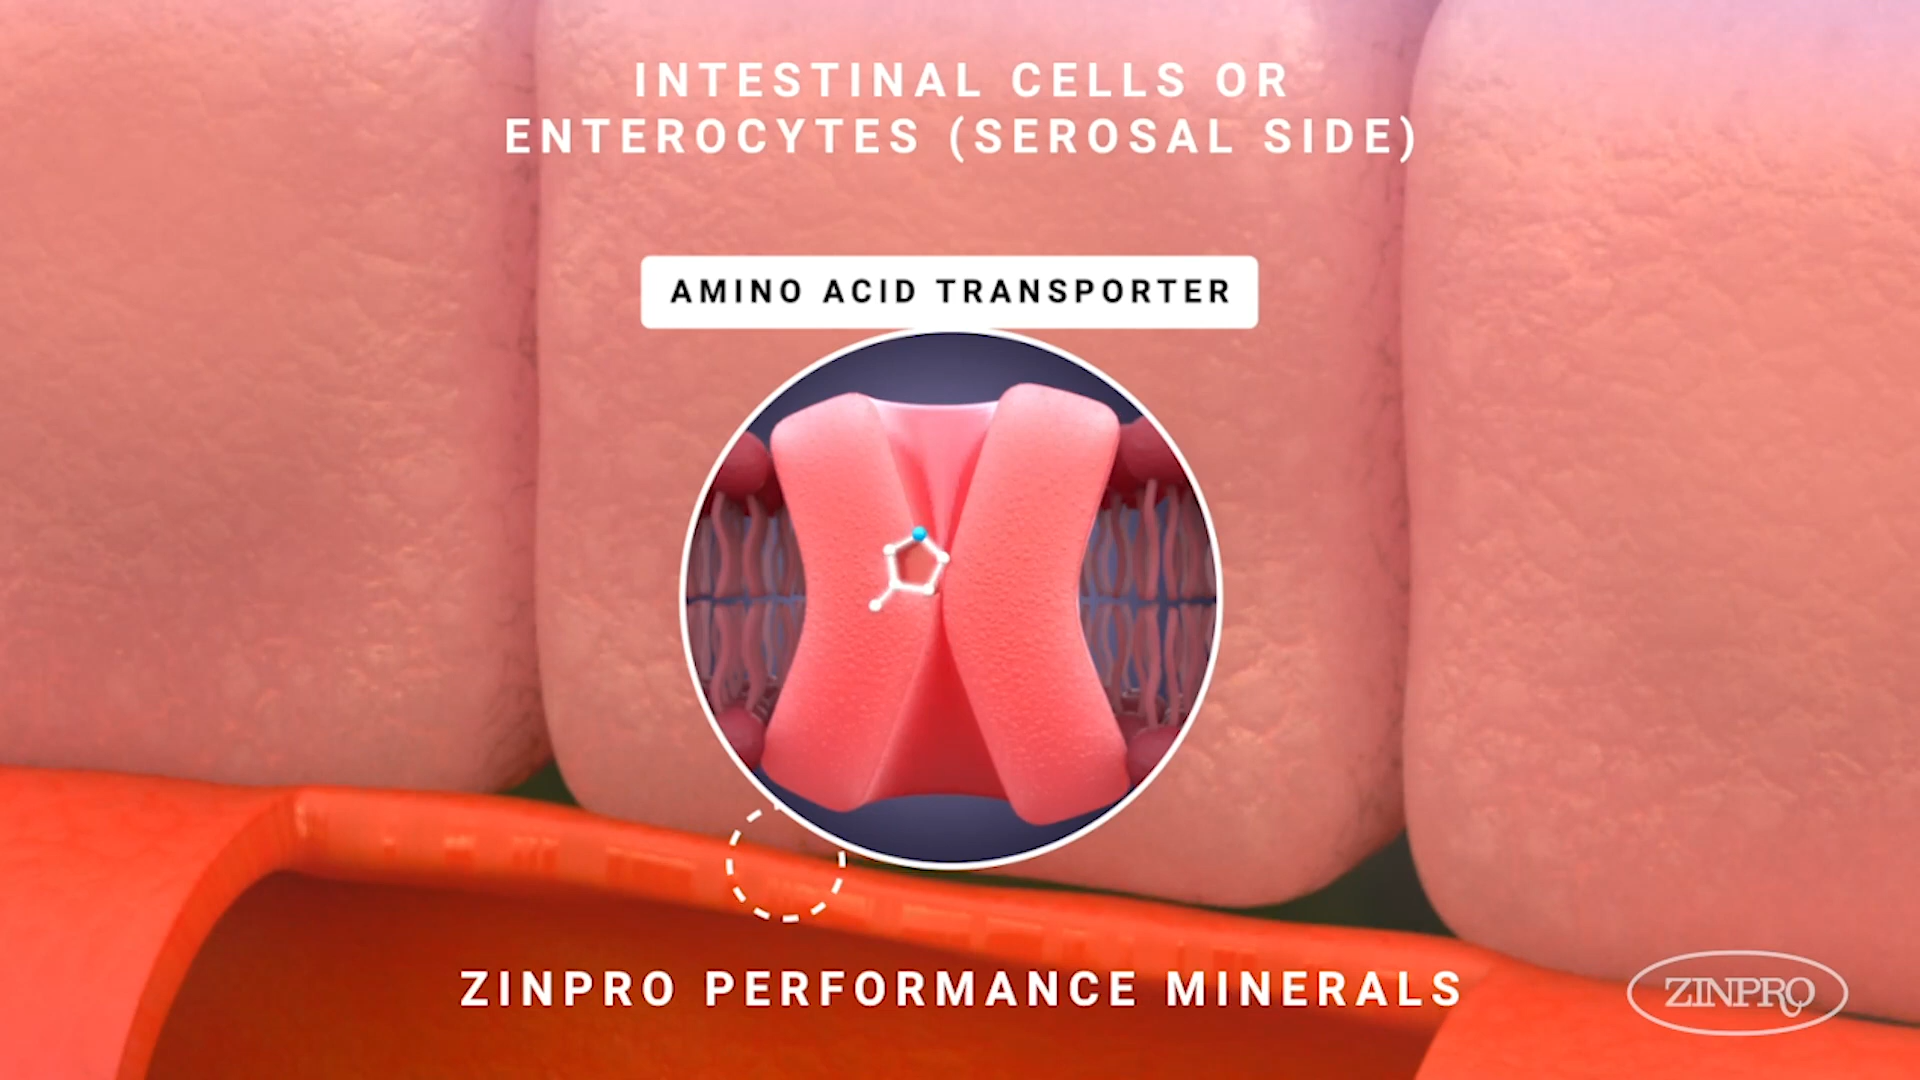 INTESTINAL CELLS OR
ENTEROCYTES (SEROSAL SIDE)
AMINO ACID TRANSPORTER
ZINPRO PERFORMANCE MINERALS
ZINPRO